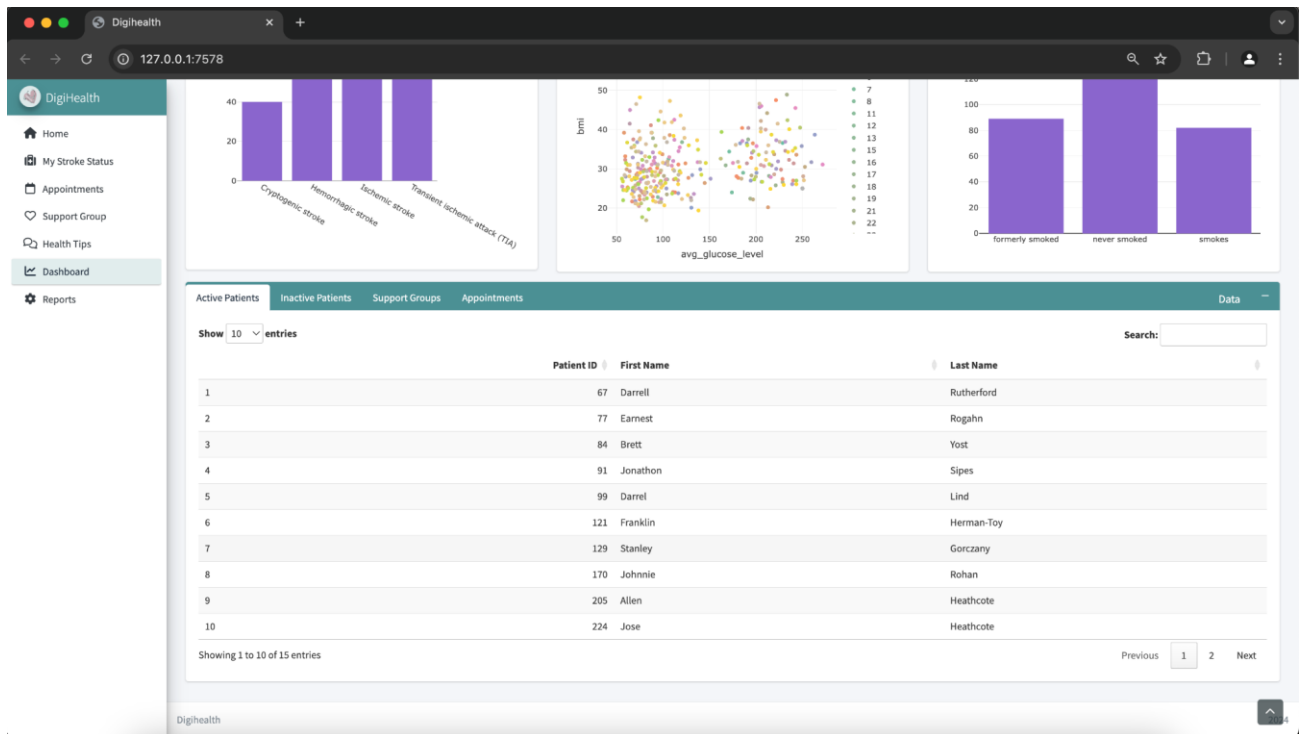 Digihealth
127.0.0.1:7578
DigiHealth
Home
My Stroke Status
Appointments
Support Group
Health Tips
Dashboard
Reports
40
20
0
Cryptogenic stroke
Hemorrhagic stroke
Ischemic stroke
Transient ischemic attack (TIA)
bmi
50
40
30
20
50 100 150 200 250
avg_glucose_level
7
8
11
12
13
15
16
17
18
19
21
22
100
80
60
40
20
0
formerly smoked never smoked smokes
Active Patients Inactive Patients Support Groups Appointments Data
Show 10 entries Search:
Patient ID First Name Last Name
1 67 Darrell Rutherford
2 77 Earnest Rogahn
3 84 Brett Yost
4 91 Jonathon Sipes
5 99 Darrel Lind
6 121 Franklin Herman-Toy
7 129 Stanley Gorczany
8 170 Johnnie Rohan
9 205 Allen Heathcote
10 224 Jose Heathcote
Showing 1 to 10 of 15 entries Previous 1 2 Next
Digihealth